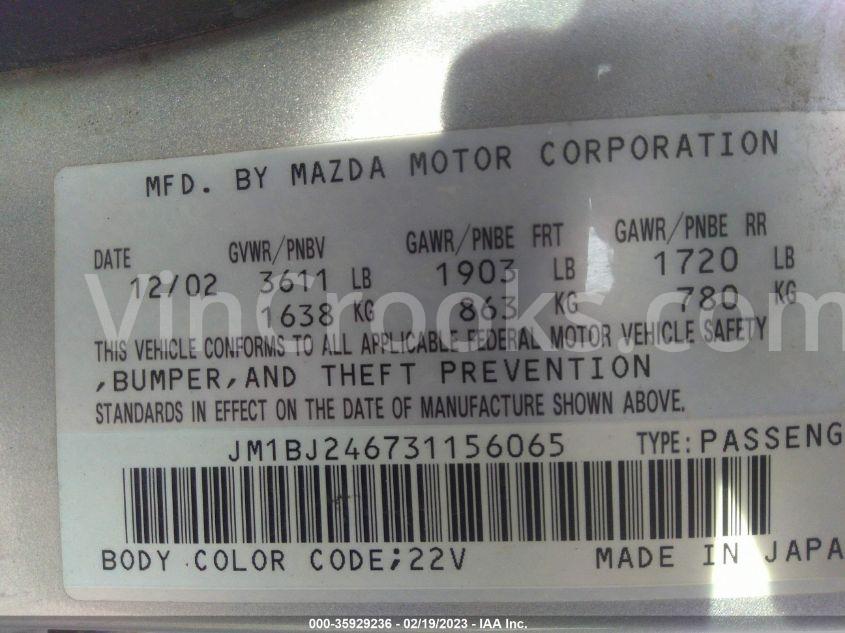 MFD. BY MAZDA MOTOR CORPORATION
DATE GVWR/PNBV GAWR/PNBE FRT GAWR/PNBE RR
12/02 3611 LB 1903 LB 1720 LB
1638 KG 863 KG 780 KG
VinCrocks.com
THIS VEHICLE CONFORMS TO ALL APPLICABLE FEDERAL MOTOR VEHICLE SAFETY
,BUMPER,AND THEFT PREVENTION
STANDARDS IN EFFECT ON THE DATE OF MANUFACTURE SHOWN ABOVE.
JM1BJ246731156065 TYPE:PASSENG
BODY COLOR CODE;22V MADE IN JAPA
000-35929236 - 02/19/2023 - IAA Inc.